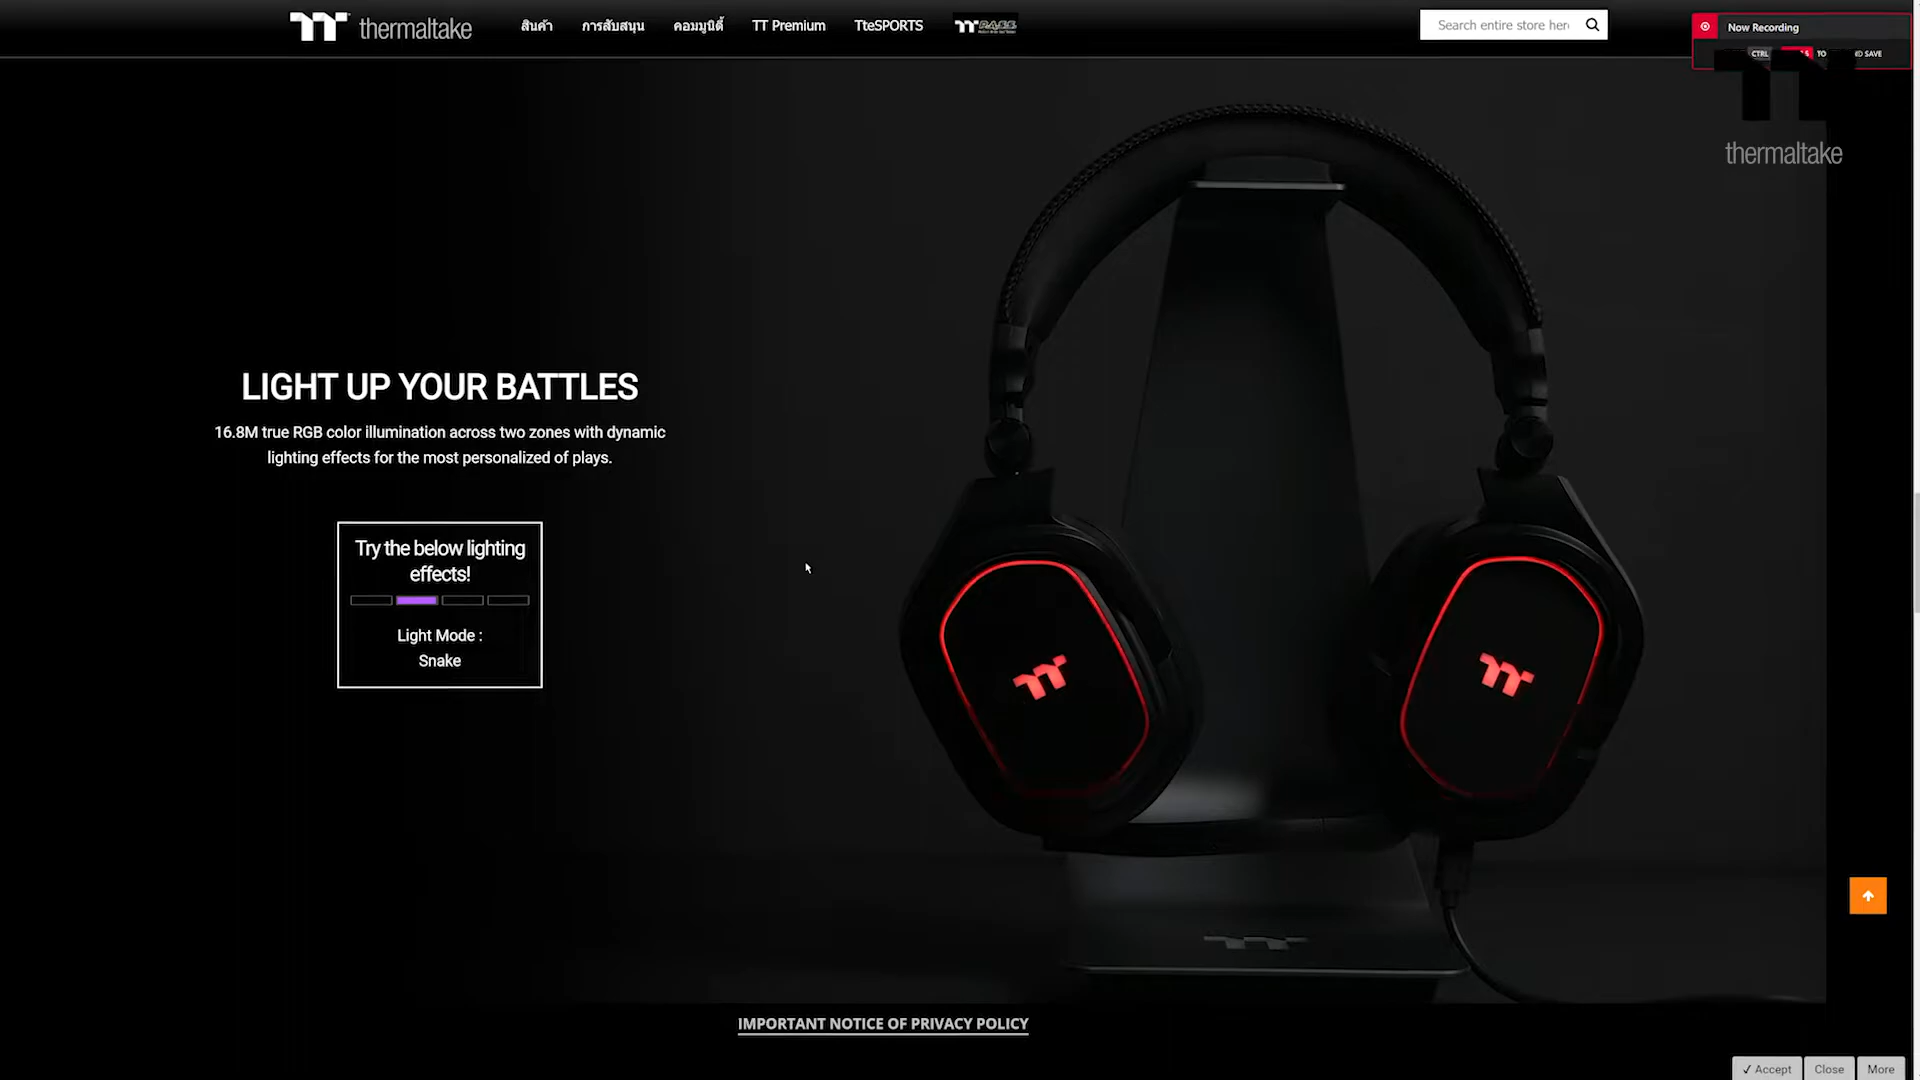 thermaltake
สินค้า
การสนับสนุน
คอมมูนิตี้
TT Premium
TteSPORTS
Search entire store here
Now Recording
CTRL
TO
SAVE
thermaltake
LIGHT UP YOUR BATTLES
16.8M true RGB color illumination across two zones with dynamic
lighting effects for the most personalized of plays.
Try the below lighting
effects!
Light Mode :
Snake
IMPORTANT NOTICE OF PRIVACY POLICY
✓ Accept
Close
More